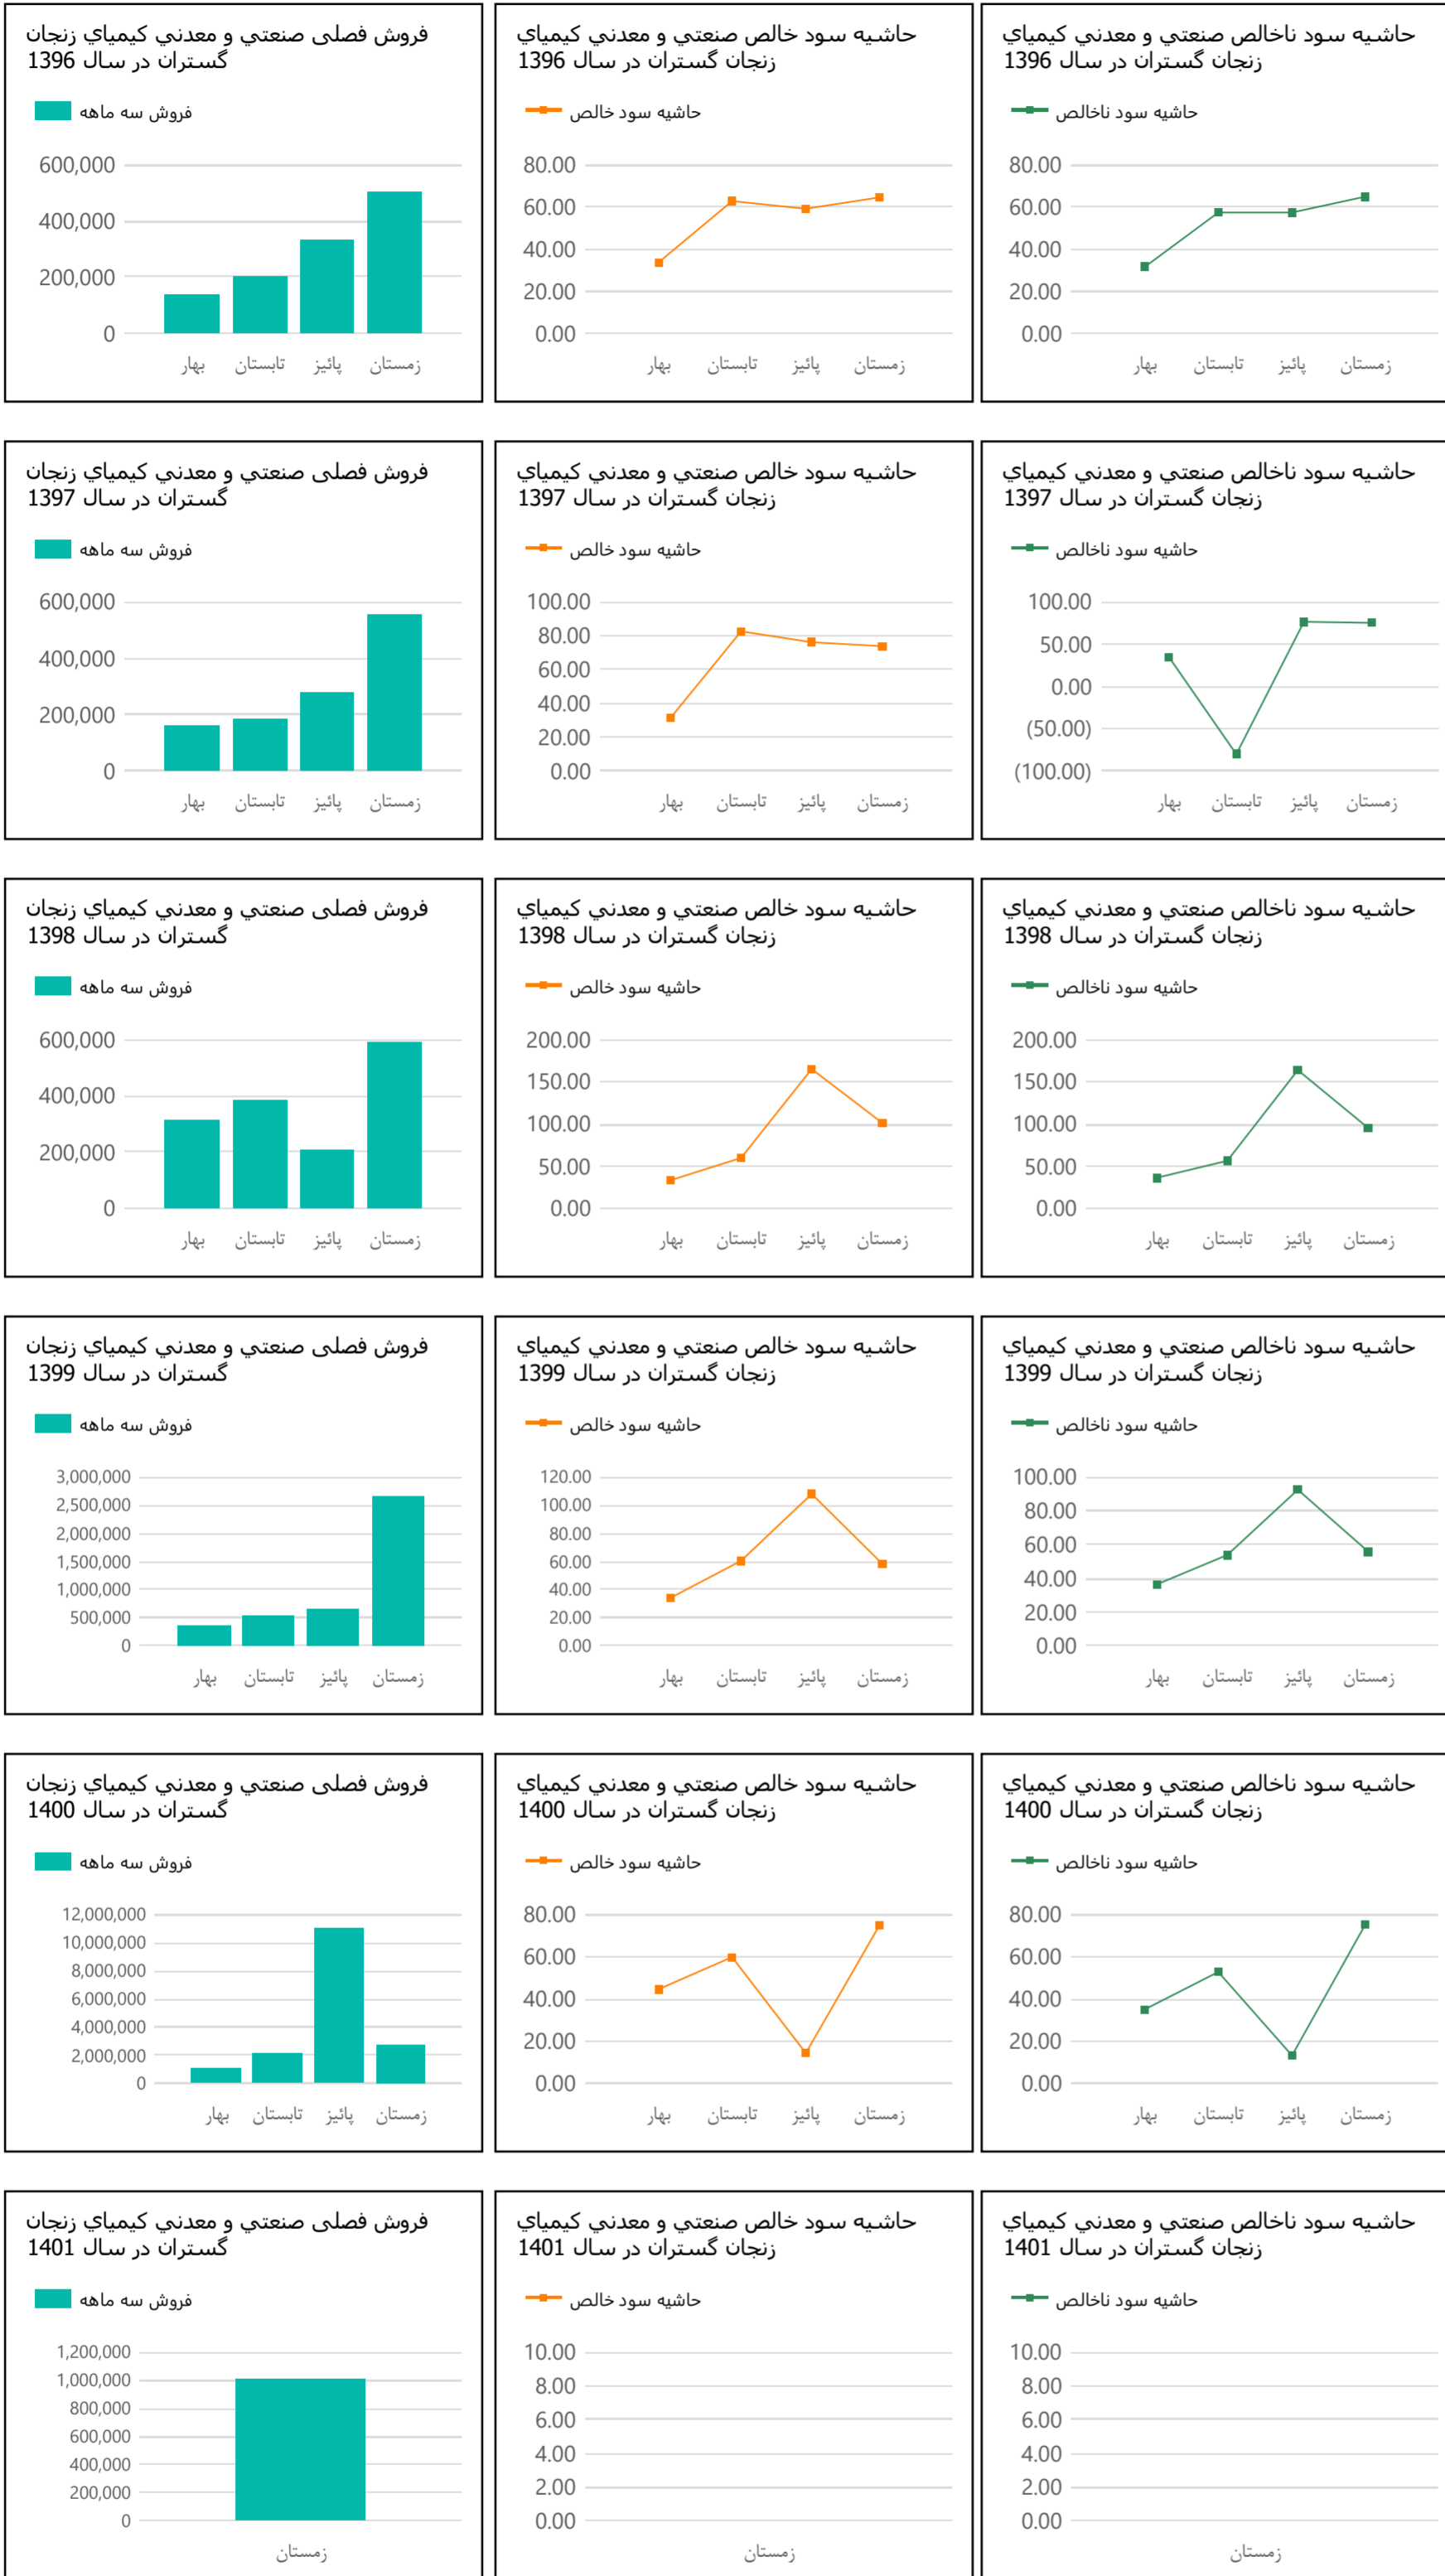 فروش فصلی صنعتي و معدني کیمیاي زنجان
گستران در سال 1396
فروش سه ماهه
600,000
400,000
200,000
0
بهار تابستان پائیز زمستان
حاشیه سود خالص صنعتي و معدني کیمیاي
زنجان گستران در سال 1396
حاشیه سود خالص
80.00
60.00
40.00
20.00
0.00
بهار تابستان پائیز زمستان
حاشیه سود ناخالص صنعتي و معدني کیمیاي
زنجان گستران در سال 1396
حاشیه سود ناخالص
80.00
60.00
40.00
20.00
0.00
بهار تابستان پائیز زمستان
فروش فصلی صنعتي و معدني کیمیاي زنجان
گستران در سال 1397
فروش سه ماهه
600,000
400,000
200,000
0
بهار تابستان پائیز زمستان
حاشیه سود خالص صنعتي و معدني کیمیاي
زنجان گستران در سال 1397
حاشیه سود خالص
100.00
80.00
60.00
40.00
20.00
0.00
بهار تابستان پائیز زمستان
حاشیه سود ناخالص صنعتي و معدني کیمیاي
زنجان گستران در سال 1397
حاشیه سود ناخالص
100.00
50.00
0.00
(50.00)
(100.00)
بهار تابستان پائیز زمستان
فروش فصلی صنعتي و معدني کیمیاي زنجان
گستران در سال 1398
فروش سه ماهه
600,000
400,000
200,000
0
بهار تابستان پائیز زمستان
حاشیه سود خالص صنعتي و معدني کیمیاي
زنجان گستران در سال 1398
حاشیه سود خالص
200.00
150.00
100.00
50.00
0.00
بهار تابستان پائیز زمستان
حاشیه سود ناخالص صنعتي و معدني کیمیاي
زنجان گستران در سال 1398
حاشیه سود ناخالص
200.00
150.00
100.00
50.00
0.00
بهار تابستان پائیز زمستان
فروش فصلی صنعتي و معدني کیمیاي زنجان
گستران در سال 1399
فروش سه ماهه
3,000,000
2,500,000
2,000,000
1,500,000
1,000,000
500,000
0
بهار تابستان پائیز زمستان
حاشیه سود خالص صنعتي و معدني کیمیاي
زنجان گستران در سال 1399
حاشیه سود خالص
120.00
100.00
80.00
60.00
40.00
20.00
0.00
بهار تابستان پائیز زمستان
حاشیه سود ناخالص صنعتي و معدني کیمیاي
زنجان گستران در سال 1399
حاشیه سود ناخالص
100.00
80.00
60.00
40.00
20.00
0.00
بهار تابستان پائیز زمستان
فروش فصلی صنعتي و معدني کیمیاي زنجان
گستران در سال 1400
فروش سه ماهه
12,000,000
10,000,000
8,000,000
6,000,000
4,000,000
2,000,000
0
بهار تابستان پائیز زمستان
حاشیه سود خالص صنعتي و معدني کیمیاي
زنجان گستران در سال 1400
حاشیه سود خالص
80.00
60.00
40.00
20.00
0.00
بهار تابستان پائیز زمستان
حاشیه سود ناخالص صنعتي و معدني کیمیاي
زنجان گستران در سال 1400
حاشیه سود ناخالص
80.00
60.00
40.00
20.00
0.00
بهار تابستان پائیز زمستان
فروش فصلی صنعتي و معدني کیمیاي زنجان
گستران در سال 1401
فروش سه ماهه
1,200,000
1,000,000
800,000
600,000
400,000
200,000
0
زمستان
حاشیه سود خالص صنعتي و معدني کیمیاي
زنجان گستران در سال 1401
حاشیه سود خالص
10.00
8.00
6.00
4.00
2.00
0.00
زمستان
حاشیه سود ناخالص صنعتي و معدني کیمیاي
زنجان گستران در سال 1401
حاشیه سود ناخالص
10.00
8.00
6.00
4.00
2.00
0.00
زمستان